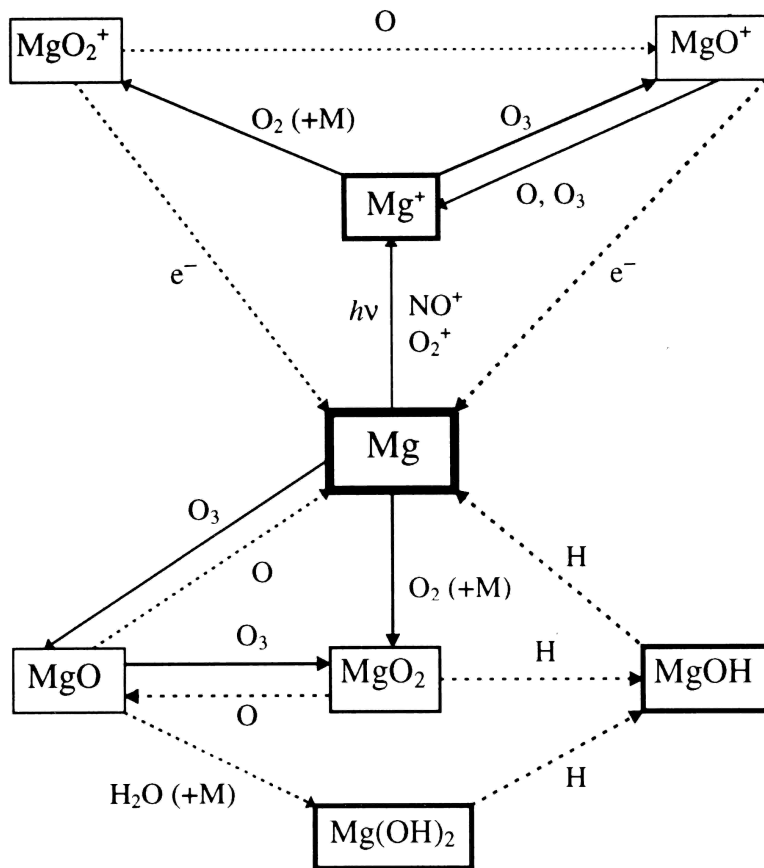 O
MgO₂⁺
MgO⁺
O₂ (+M)
O₃
Mg⁺
O, O₃
e⁻
hν
NO⁺
O₂⁺
e⁻
Mg
O₃
O
O₂ (+M)
H
O₃
H
MgO
MgO₂
MgOH
O
H₂O (+M)
H
Mg(OH)₂